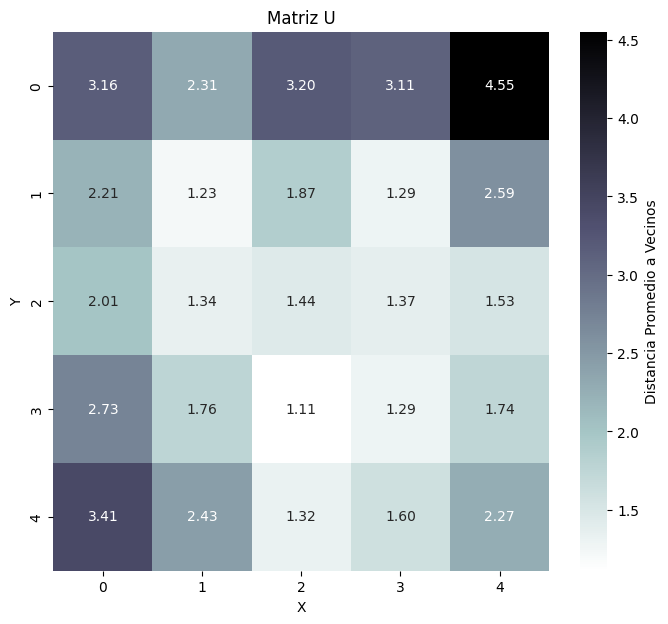 Matriz U
0 3.16 2.31 3.20 3.11 4.55
1 2.21 1.23 1.87 1.29 2.59
2 2.01 1.34 1.44 1.37 1.53
3 2.73 1.76 1.11 1.29 1.74
4 3.41 2.43 1.32 1.60 2.27
0 1 2 3 4
X
Y
4.5
4.0
3.5
3.0
2.5
2.0
1.5
Distancia Promedio a Vecinos